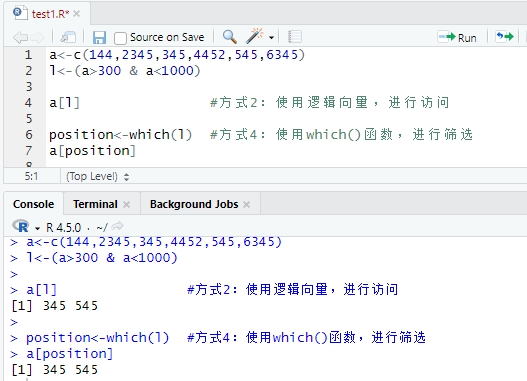 test1.R*
Source on Save
Run
1 a<-c(144,2345,345,4452,545,6345)
2 l<-(a>300 & a<1000)
3
4 a[l] #方式2：使用逻辑向量，进行访问
5
6 position<-which(l) #方式4：使用which()函数，进行筛选
7 a[position]
8
5:1 (Top Level)
Console Terminal Background Jobs
R 4.5.0 · ~/
> a<-c(144,2345,345,4452,545,6345)
> l<-(a>300 & a<1000)
>
> a[l] #方式2：使用逻辑向量，进行访问
[1] 345 545
>
> position<-which(l) #方式4：使用which()函数，进行筛选
> a[position]
[1] 345 545